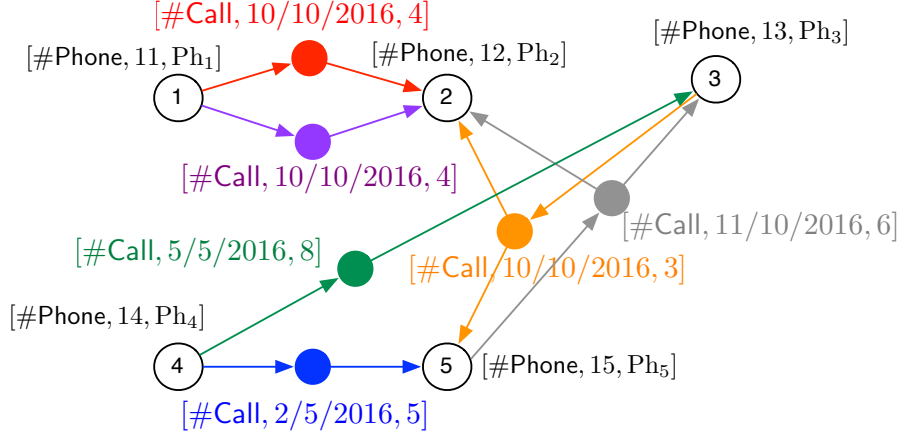 [#Call, 10/10/2016, 4]
[#Phone, 11, Ph₁]
[#Phone, 12, Ph₂]
[#Phone, 13, Ph₃]
1
2
3
[#Call, 10/10/2016, 4]
[#Call, 11/10/2016, 6]
[#Call, 5/5/2016, 8]
[#Call, 10/10/2016, 3]
[#Phone, 14, Ph₄]
4
5
[#Phone, 15, Ph₅]
[#Call, 2/5/2016, 5]